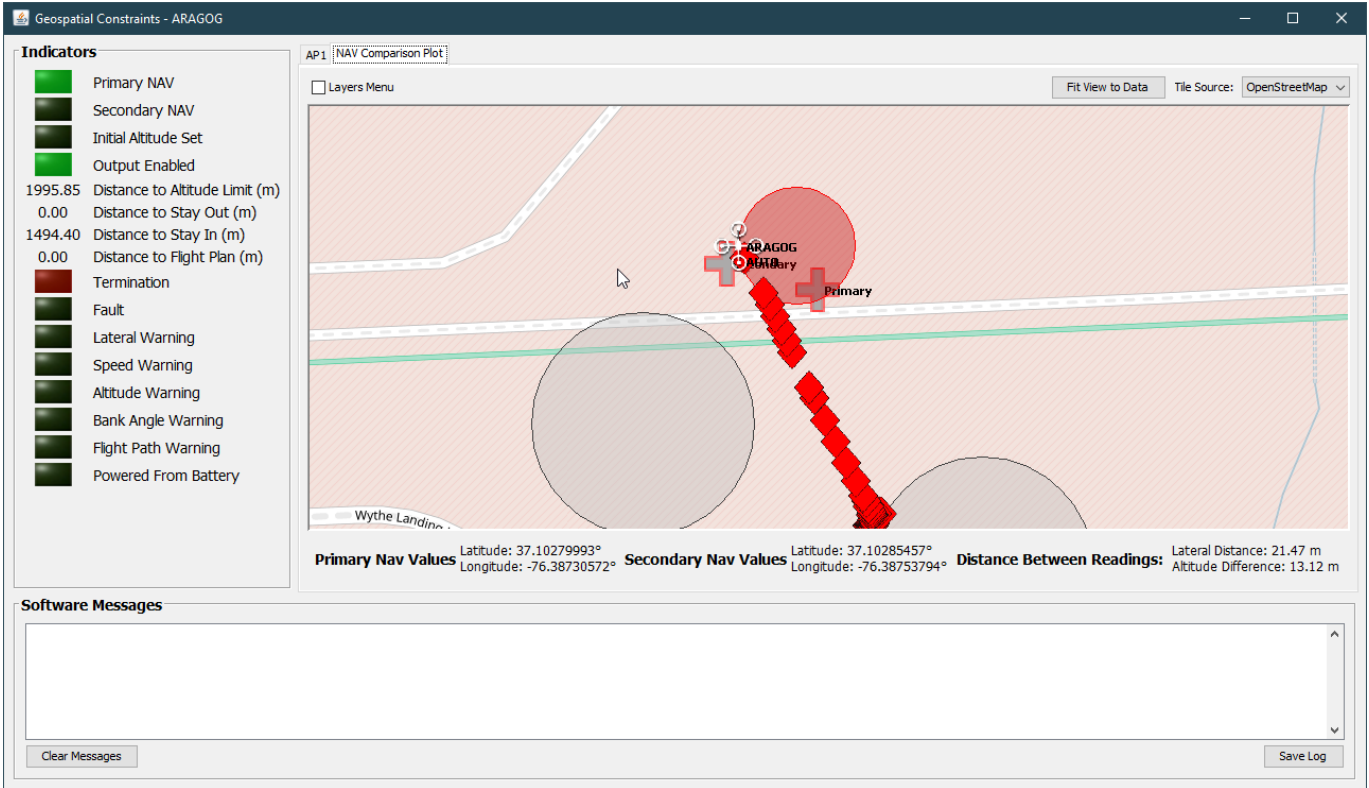 Geospatial Constraints - ARAGOG
Indicators
Primary NAV
Secondary NAV
Initial Altitude Set
Output Enabled
1995.85 Distance to Altitude Limit (m)
0.00 Distance to Stay Out (m)
1494.40 Distance to Stay In (m)
0.00 Distance to Flight Plan (m)
Termination
Fault
Lateral Warning
Speed Warning
Altitude Warning
Bank Angle Warning
Flight Path Warning
Powered From Battery
AP1 NAV Comparison Plot
Layers Menu
Fit View to Data Tile Source: OpenStreetMap
ARAGOG
AUTO
Primary
Wythe Landing
Primary Nav Values Latitude: 37.10279993°
Longitude: -76.38730572°
Secondary Nav Values Latitude: 37.10285457°
Longitude: -76.38753794°
Distance Between Readings: Lateral Distance: 21.47 m
Altitude Difference: 13.12 m
Software Messages
Clear Messages Save Log